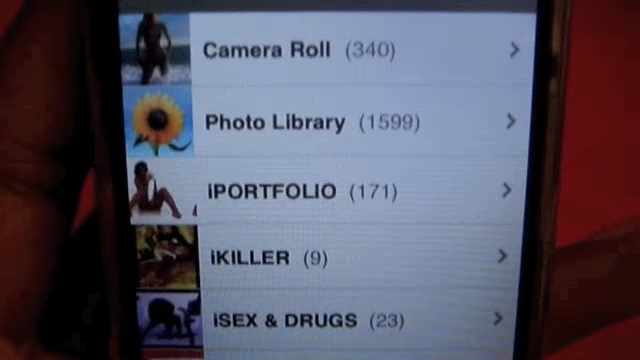 Camera Roll (340)
Photo Library (1599)
iPORTFOLIO (171)
iKILLER (9)
iSEX & DRUGS (23)